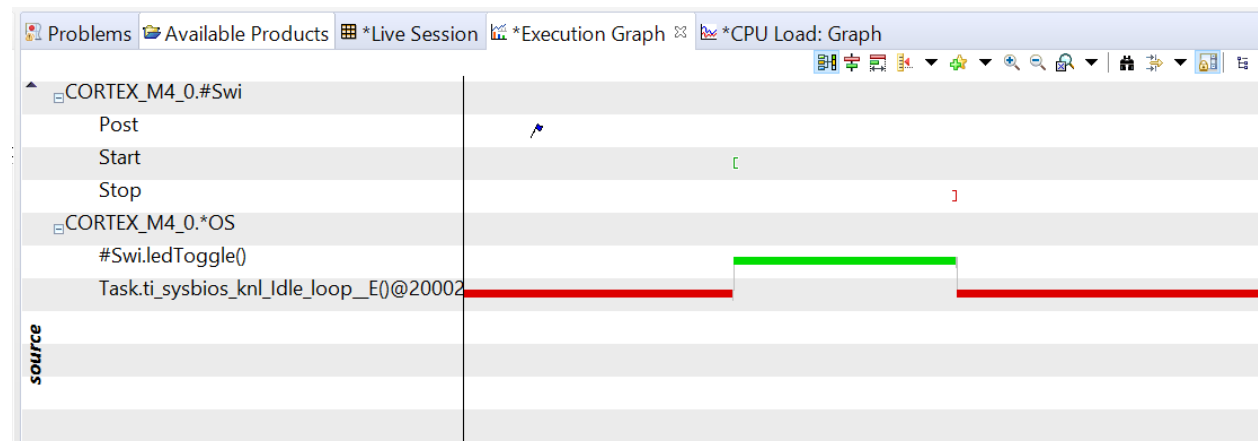 Problems Available Products *Live Session *Execution Graph *CPU Load: Graph
CORTEX_M4_0.#Swi
Post
Start
Stop
CORTEX_M4_0.*OS
#Swi.ledToggle()
Task.ti_sysbios_knl_Idle_loop__E()@20002
source